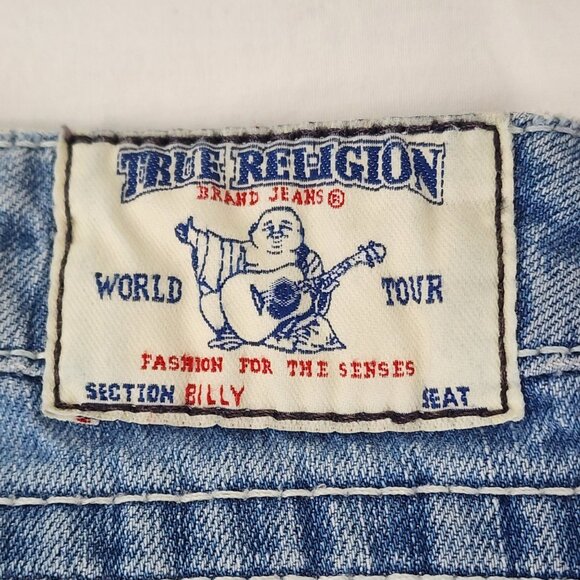 TRUE RELIGION
BRAND JEANS®
WORLD TOUR
FASHION FOR THE SENSES
SECTION BILLY SEAT